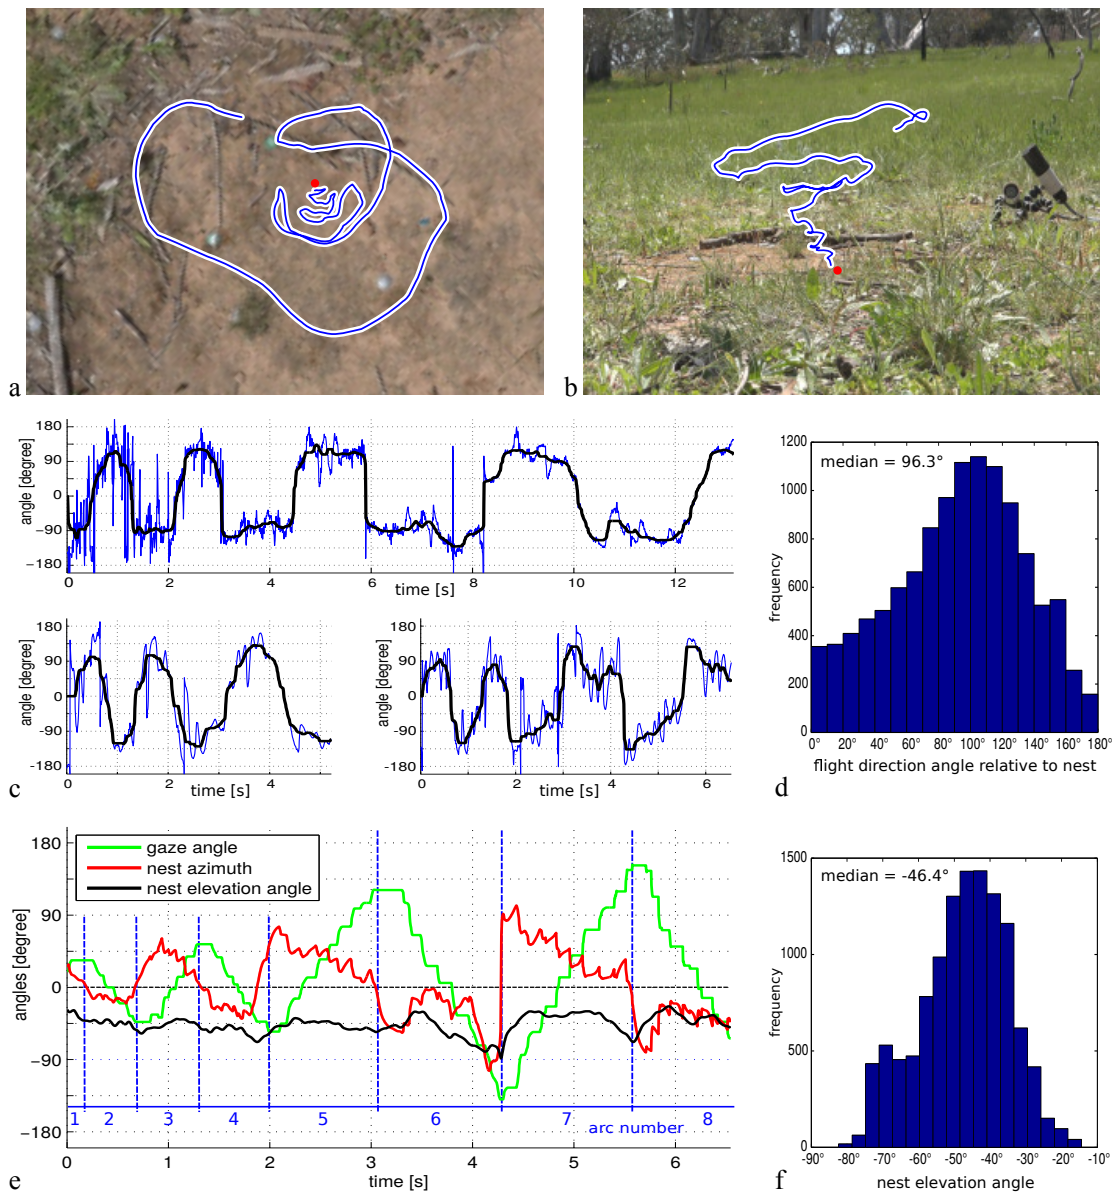 a
b
180
90
0
−90
−180
angle [degree]
0
2
4
6
8
10
12
time [s]
180
90
0
-90
-180
angle [degree]
0
1
2
3
4
5
time [s]
180
90
0
-90
-180
angle [degree]
0
2
4
6
time [s]
c
median = 96.3°
1200
1000
800
600
400
200
0
frequency
0° 20° 40° 60° 80° 100° 120° 140° 160° 180°
flight direction angle relative to nest
d
gaze angle
nest azimuth
nest elevation angle
180
90
0
−90
−180
angles [degree]
1 2 3 4 5 6 7 8
arc number
0 1 2 3 4 5 6
time [s]
e
median = -46.4°
1500
1000
500
0
frequency
-90 -80° -70° -60° -50° -40° -30° -20° -10°
nest elevation angle
f